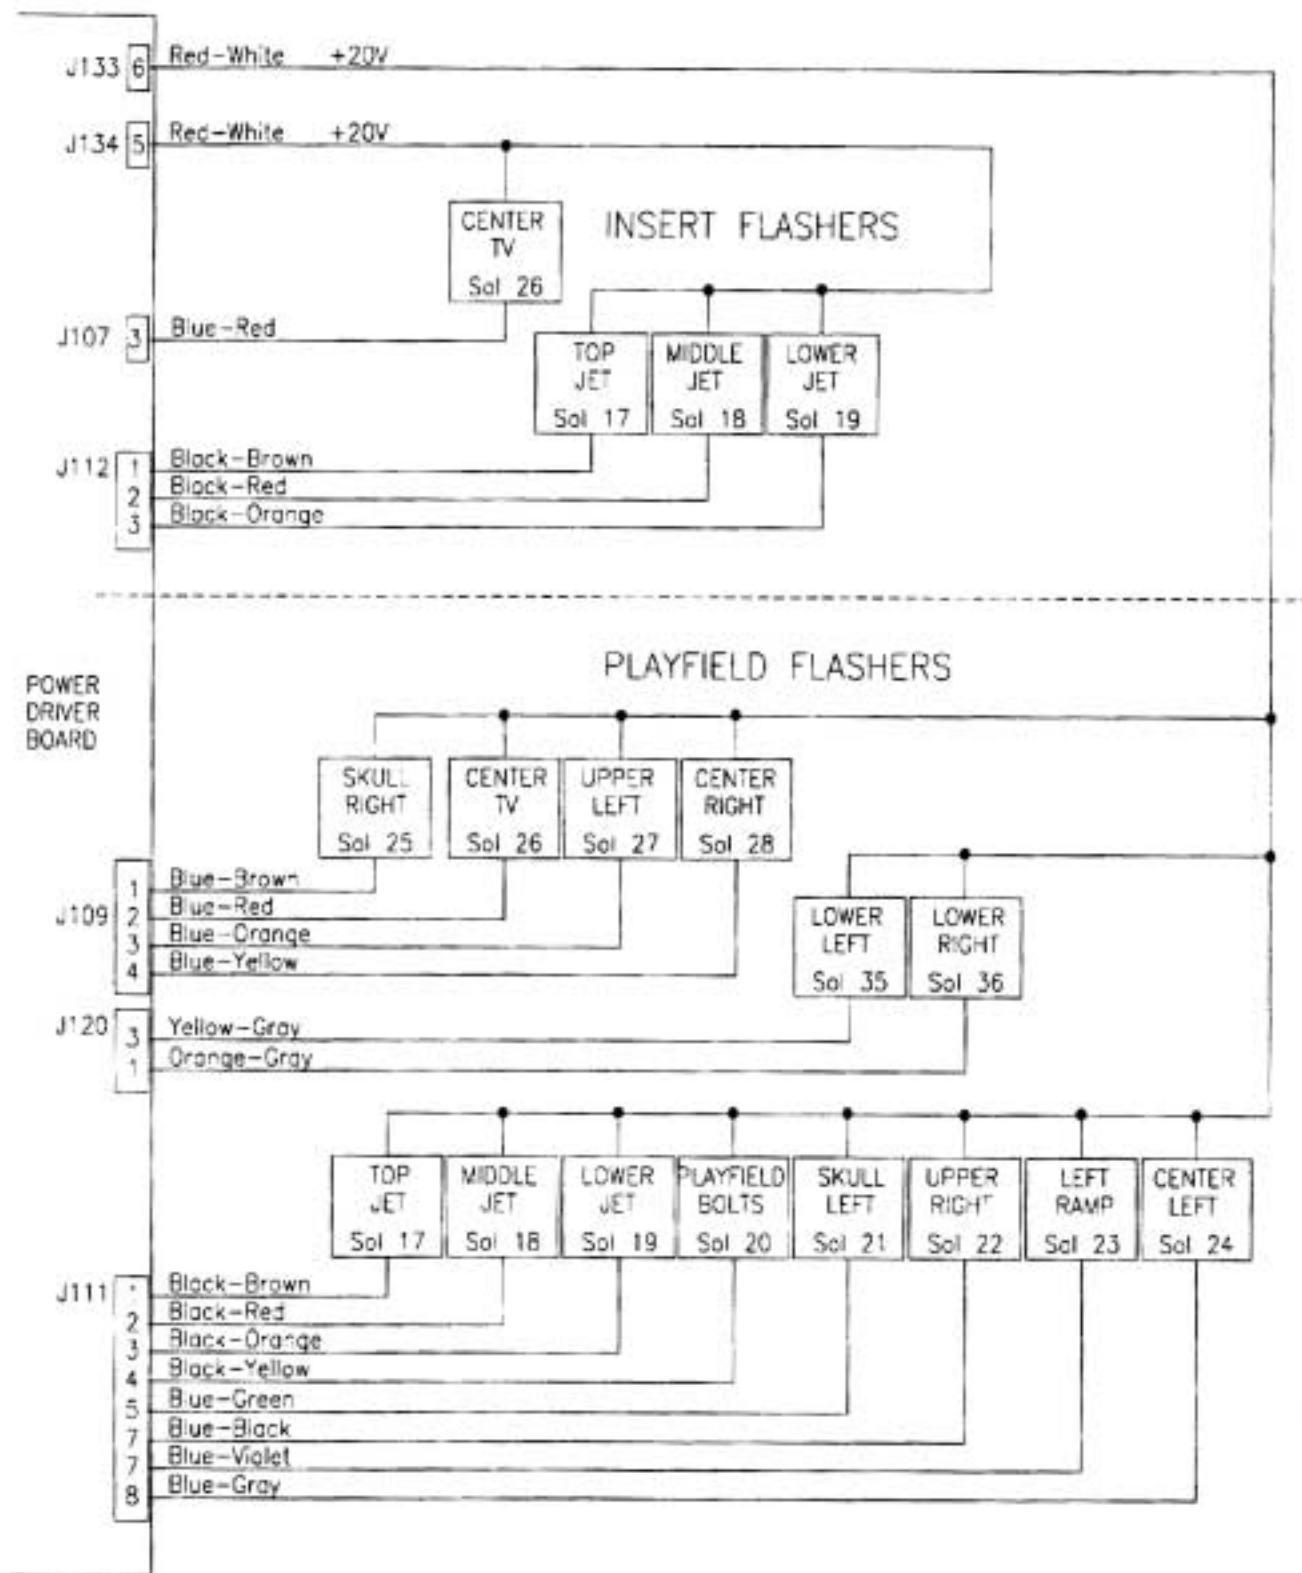 J133 6 Red-White +20V
J134 5 Red-White +20V
CENTER
TV
Sol 26
INSERT FLASHERS
J107 3 Blue-Red
TOP
JET
Sol 17
MIDDLE
JET
Sol 18
LOWER
JET
Sol 19
J112 1 Black-Brown
2 Black-Red
3 Black-Orange
PLAYFIELD FLASHERS
POWER
DRIVER
BOARD
SKULL
RIGHT
Sol 25
CENTER
TV
Sol 26
UPPER
LEFT
Sol 27
CENTER
RIGHT
Sol 28
J109 1 Blue-Brown
2 Blue-Red
3 Blue-Orange
4 Blue-Yellow
LOWER
LEFT
Sol 35
LOWER
RIGHT
Sol 36
J120 3 Yellow-Gray
1 Orange-Gray
TOP
JET
Sol 17
MIDDLE
JET
Sol 18
LOWER
JET
Sol 19
PLAYFIELD
BOLTS
Sol 20
SKULL
LEFT
Sol 21
UPPER
RIGHT
Sol 22
LEFT
RAMP
Sol 23
CENTER
LEFT
Sol 24
J111 Black-Brown
2 Black-Red
3 Black-Orange
4 Black-Yellow
5 Blue-Green
7 Blue-Black
7 Blue-Violet
8 Blue-Gray